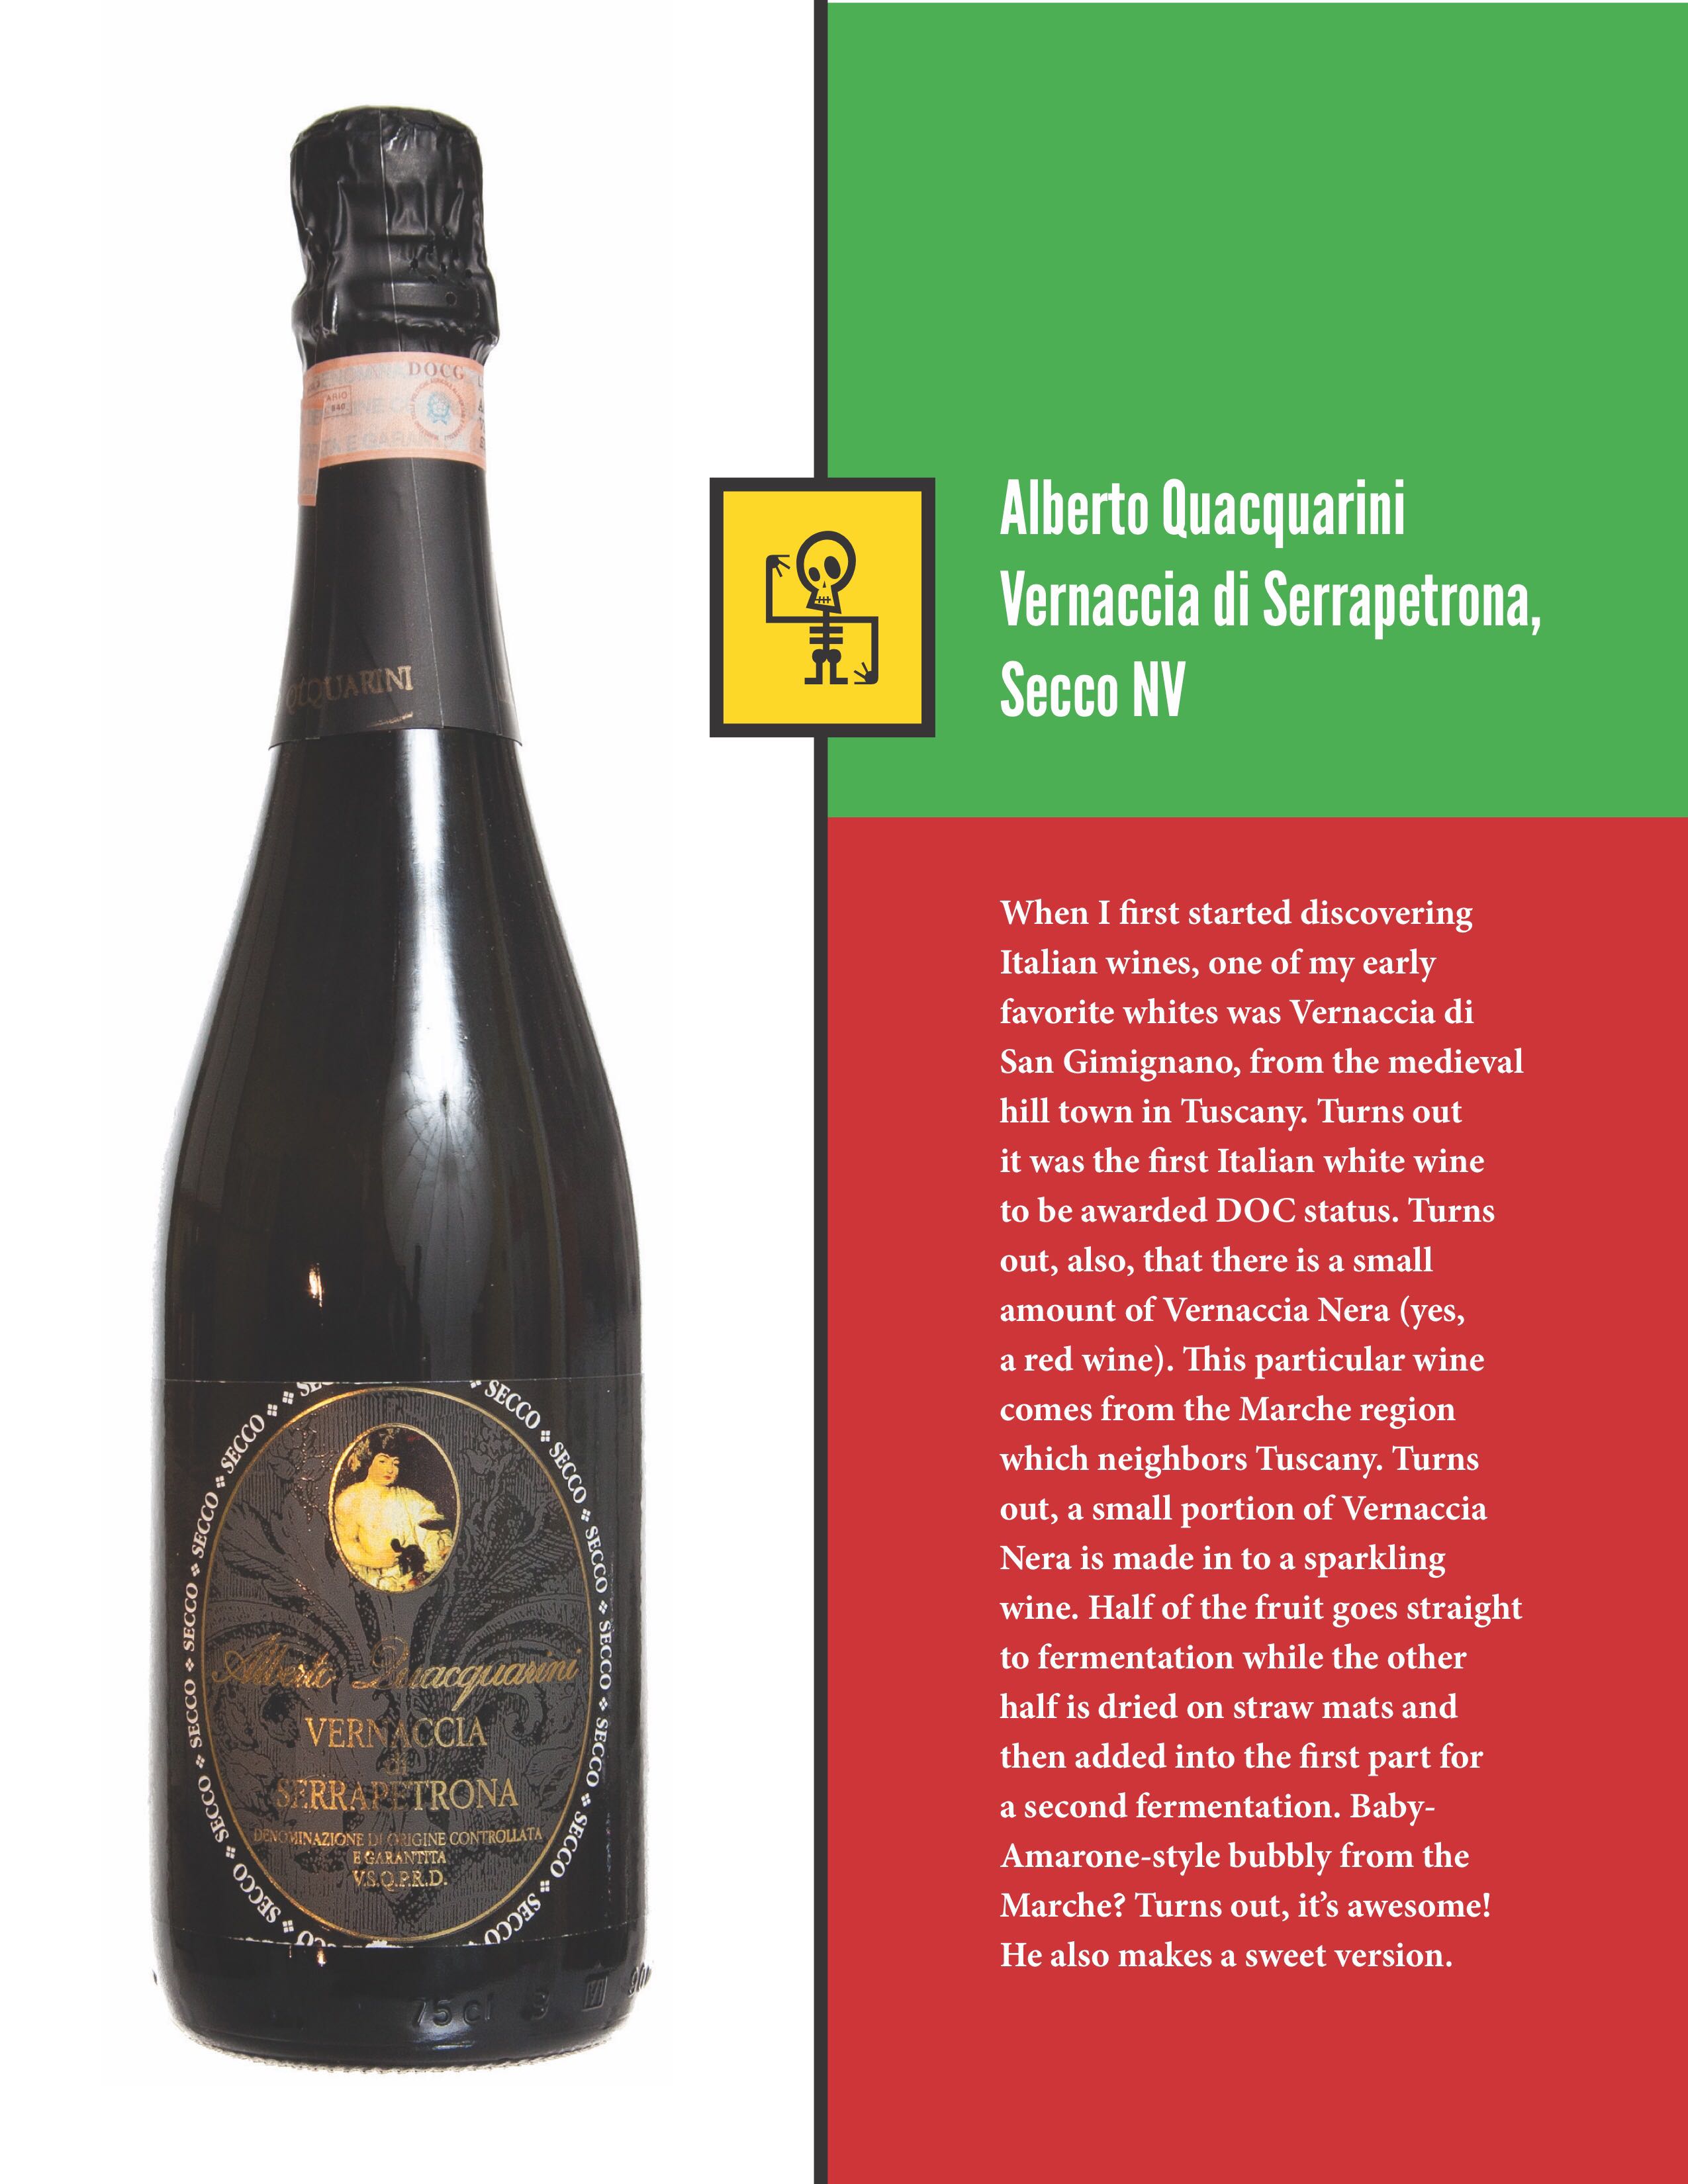 DOCG
QUARINI
Alberto Quacquarini
Vernaccia di Serrapetrona,
Secco NV
When I first started discovering
Italian wines, one of my early
favorite whites was Vernaccia di
San Gimignano, from the medieval
hill town in Tuscany. Turns out
it was the first Italian white wine
to be awarded DOC status. Turns
out, also, that there is a small
amount of Vernaccia Nera (yes,
a red wine). This particular wine
comes from the Marche region
which neighbors Tuscany. Turns
out, a small portion of Vernaccia
Nera is made in to a sparkling
wine. Half of the fruit goes straight
to fermentation while the other
half is dried on straw mats and
then added into the first part for
a second fermentation. Baby-
Amarone-style bubbly from the
Marche? Turns out, it’s awesome!
He also makes a sweet version.
SECCO SECCO SECCO SECCO SECCO SECCO SECCO SECCO SECCO SECCO SECCO SECCO SECCO
Alberto Quacquarini
VERNACCIA
di
SERRAPETRONA
DENOMINAZIONE DI ORIGINE CONTROLLATA
E GARANTITA
V.S.Q.P.R.D.
75 cl